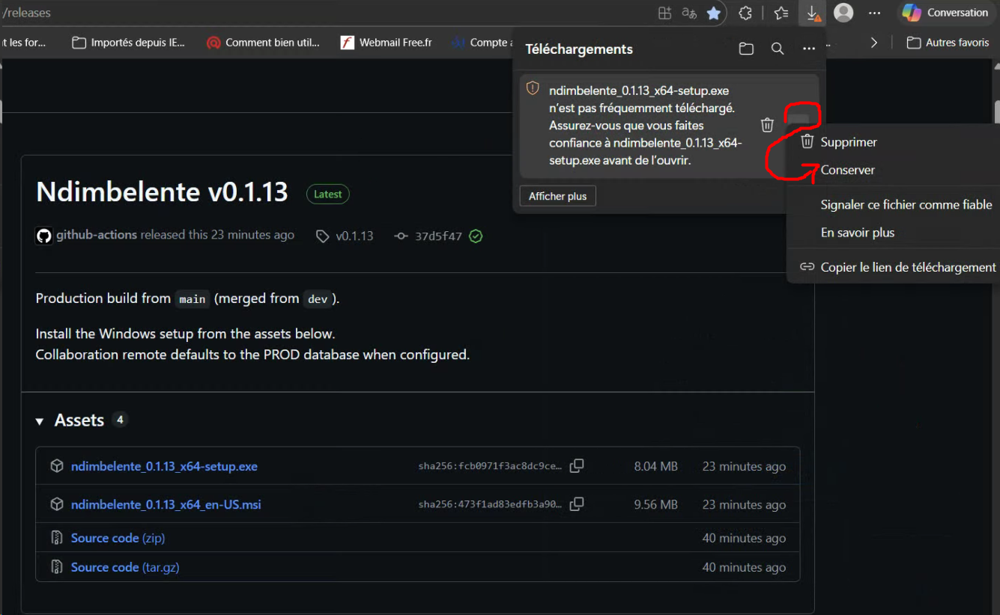 /releases
Conversation
t les for...
Importés depuis IE...
Comment bien util...
Webmail Free.fr
Compte a
Autres favoris
Téléchargements
ndimbelente_0.1.13_x64-setup.exe
n'est pas fréquemment téléchargé.
Assurez-vous que vous faites
confiance à ndimbelente_0.1.13_x64-
setup.exe avant de l'ouvrir.
Afficher plus
Supprimer
Conserver
Signaler ce fichier comme fiable
En savoir plus
Copier le lien de téléchargement
Ndimbelente v0.1.13
Latest
github-actions released this 23 minutes ago
v0.1.13
37d5f47
Production build from main (merged from dev).
Install the Windows setup from the assets below.
Collaboration remote defaults to the PROD database when configured.
Assets 4
ndimbelente_0.1.13_x64-setup.exe sha256:fcb0971f3ac8dc9ce... 8.04 MB 23 minutes ago
ndimbelente_0.1.13_x64_en-US.msi sha256:473f1ad83edfb3a90... 9.56 MB 23 minutes ago
Source code (zip) 40 minutes ago
Source code (tar.gz) 40 minutes ago